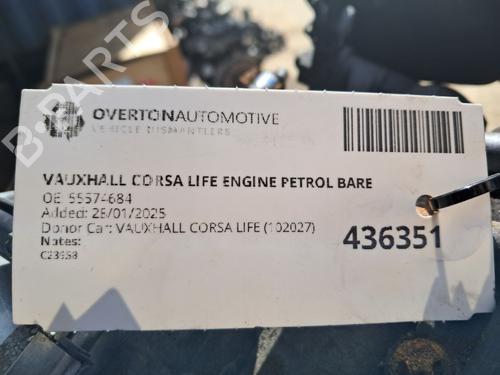 OVERTONAUTOMOTIVE
VEHICLE DISMANTLERS
VAUXHALL CORSA LIFE ENGINE PETROL BARE
OE: 55574684
Added: 28/01/2025
Donor Car: VAUXHALL CORSA LIFE (102027)
Notes:
C23958
436351
B-PARTS